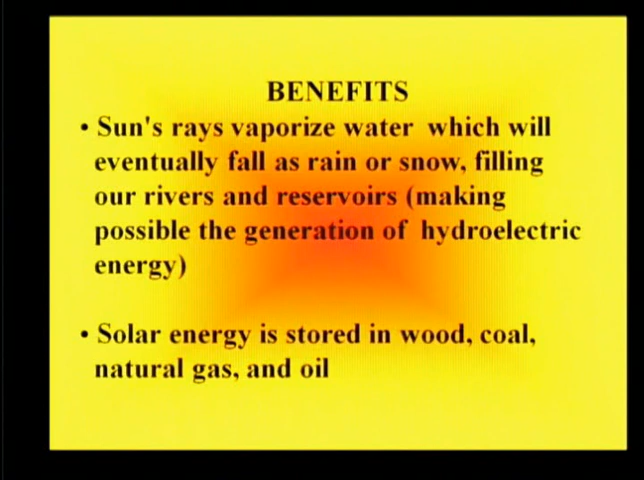 BENEFITS
• Sun's rays vaporize water which will
eventually fall as rain or snow, filling
our rivers and reservoirs (making
possible the generation of hydroelectric
energy)
• Solar energy is stored in wood, coal,
natural gas, and oil